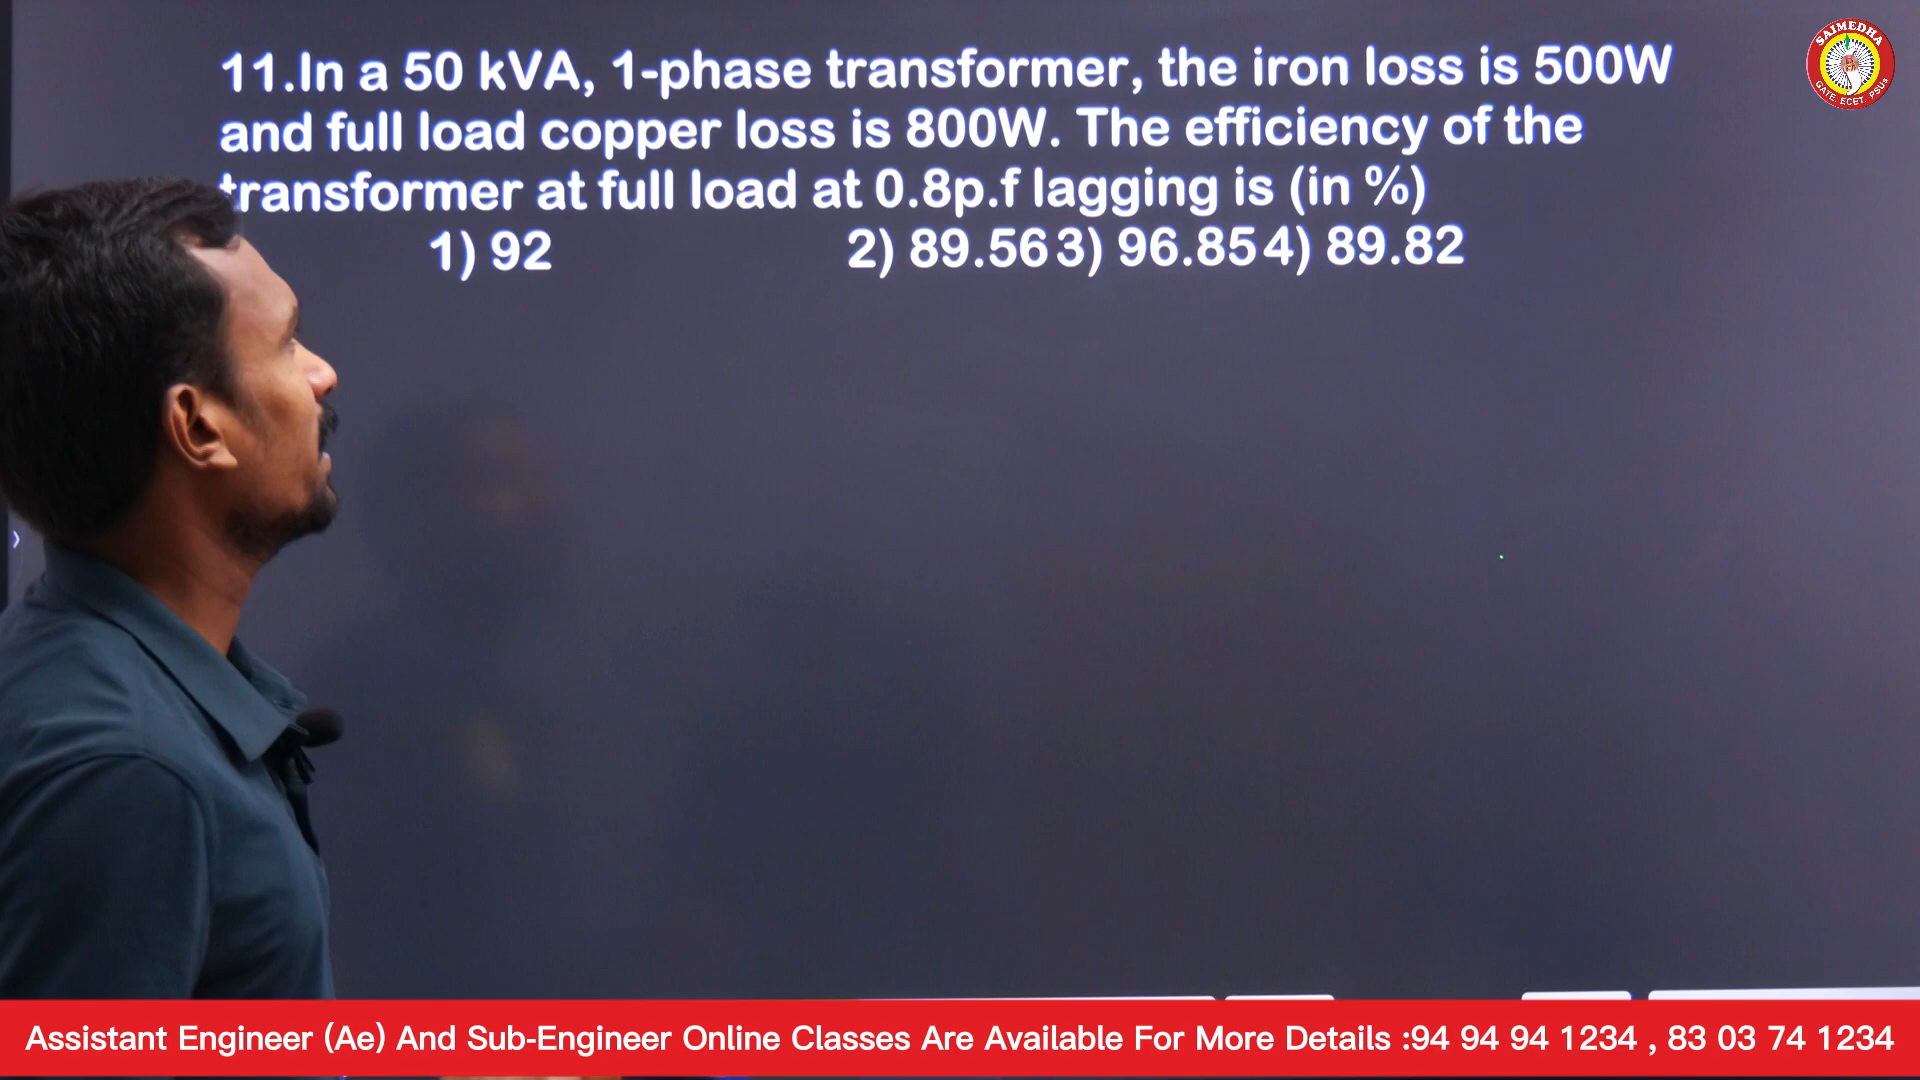 11.In a 50 kVA, 1-phase transformer, the iron loss is 500W
and full load copper loss is 800W. The efficiency of the
transformer at full load at 0.8p.f lagging is (in %)
1) 92 2) 89.56 3) 96.85 4) 89.82
SAIMEDHA
GATE. ECET. PSUs
Assistant Engineer (Ae) And Sub-Engineer Online Classes Are Available For More Details :94 94 94 1234 , 83 03 74 1234